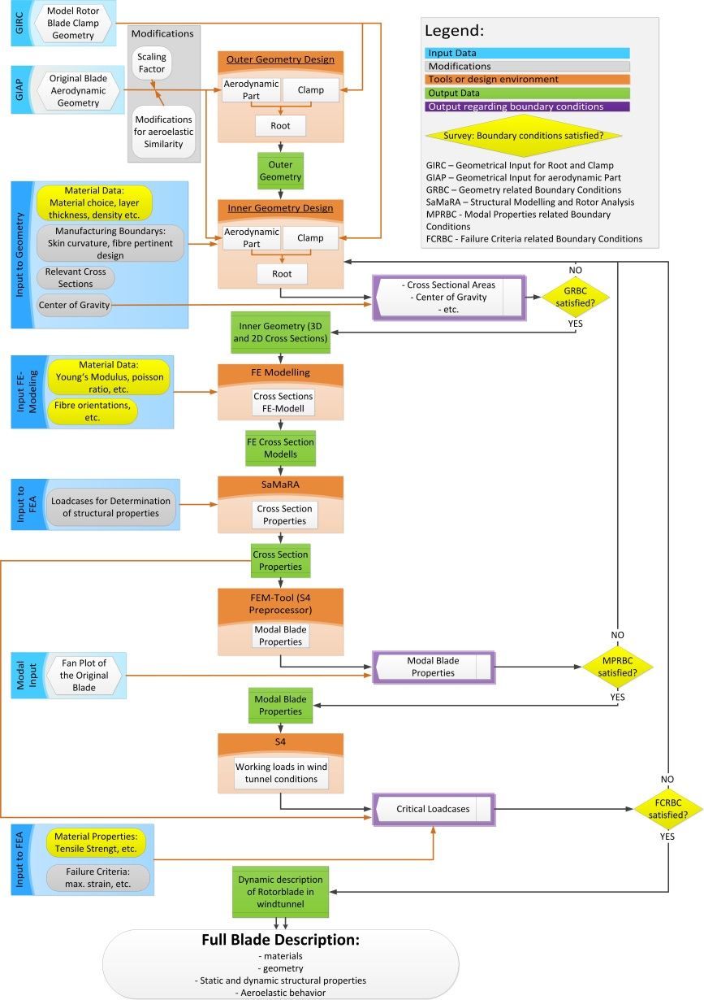 GIRC
Model Rotor
Blade Clamp
Geometry
GIAP
Original Blade
Aerodynamic
Geometry
Modifications
Scaling
Factor
Modifications
for aeroelastic
Similarity
Outer Geometry Design
Aerodynamic
Part
Clamp
Root
Outer
Geometry
Legend:
Input Data
Modifications
Tools or design environment
Output Data
Output regarding boundary conditions
Survey: Boundary conditions satisfied?
GIRC – Geometrical Input for Root and Clamp
GIAP – Geometrical Input for aerodynamic Part
GRBC – Geometry related Boundary Conditions
SaMaRA – Structural Modelling and Rotor Analysis
MPRBC - Modal Properties related Boundary
Conditions
FCRBC - Failure Criteria related Boundary Conditions
Input to Geometry
Material Data:
Material choice, layer
thickness, density etc.
Manufacturing Boundarys:
Skin curvature, fibre pertinent
design
Relevant Cross
Sections
Center of Gravity
Inner Geometry Design
Aerodynamic
Part
Clamp
Root
- Cross Sectional Areas
- Center of Gravity
- etc.
NO
GRBC
satisfied?
YES
Inner Geometry (3D
and 2D Cross Sections)
Input FE-
Modeling
Material Data:
Young's Modulus, poisson
ratio, etc.
Fibre orientations,
etc.
FE Modelling
Cross Sections
FE-Modell
FE Cross Section
Modells
Input to
FEA
Loadcases for Determination
of structural properties
SaMaRA
Cross Section
Properties
Cross Section
Properties
FEM-Tool (S4
Preprocessor)
Modal Blade
Properties
Modal
Input
Fan Plot of
the Original
Blade
Modal Blade
Properties
NO
MPRBC
satisfied?
YES
Modal Blade
Properties
S4
Working loads in wind
tunnel conditions
Critical Loadcases
NO
FCRBC
satisfied?
YES
Input to FEA
Material Properties:
Tensile Strengt, etc.
Failure Criteria:
max. strain, etc.
Dynamic description
of Rotorblade in
windtunnel
Full Blade Description:
- materials
- geometry
- Static and dynamic structural properties
- Aeroelastic behavior